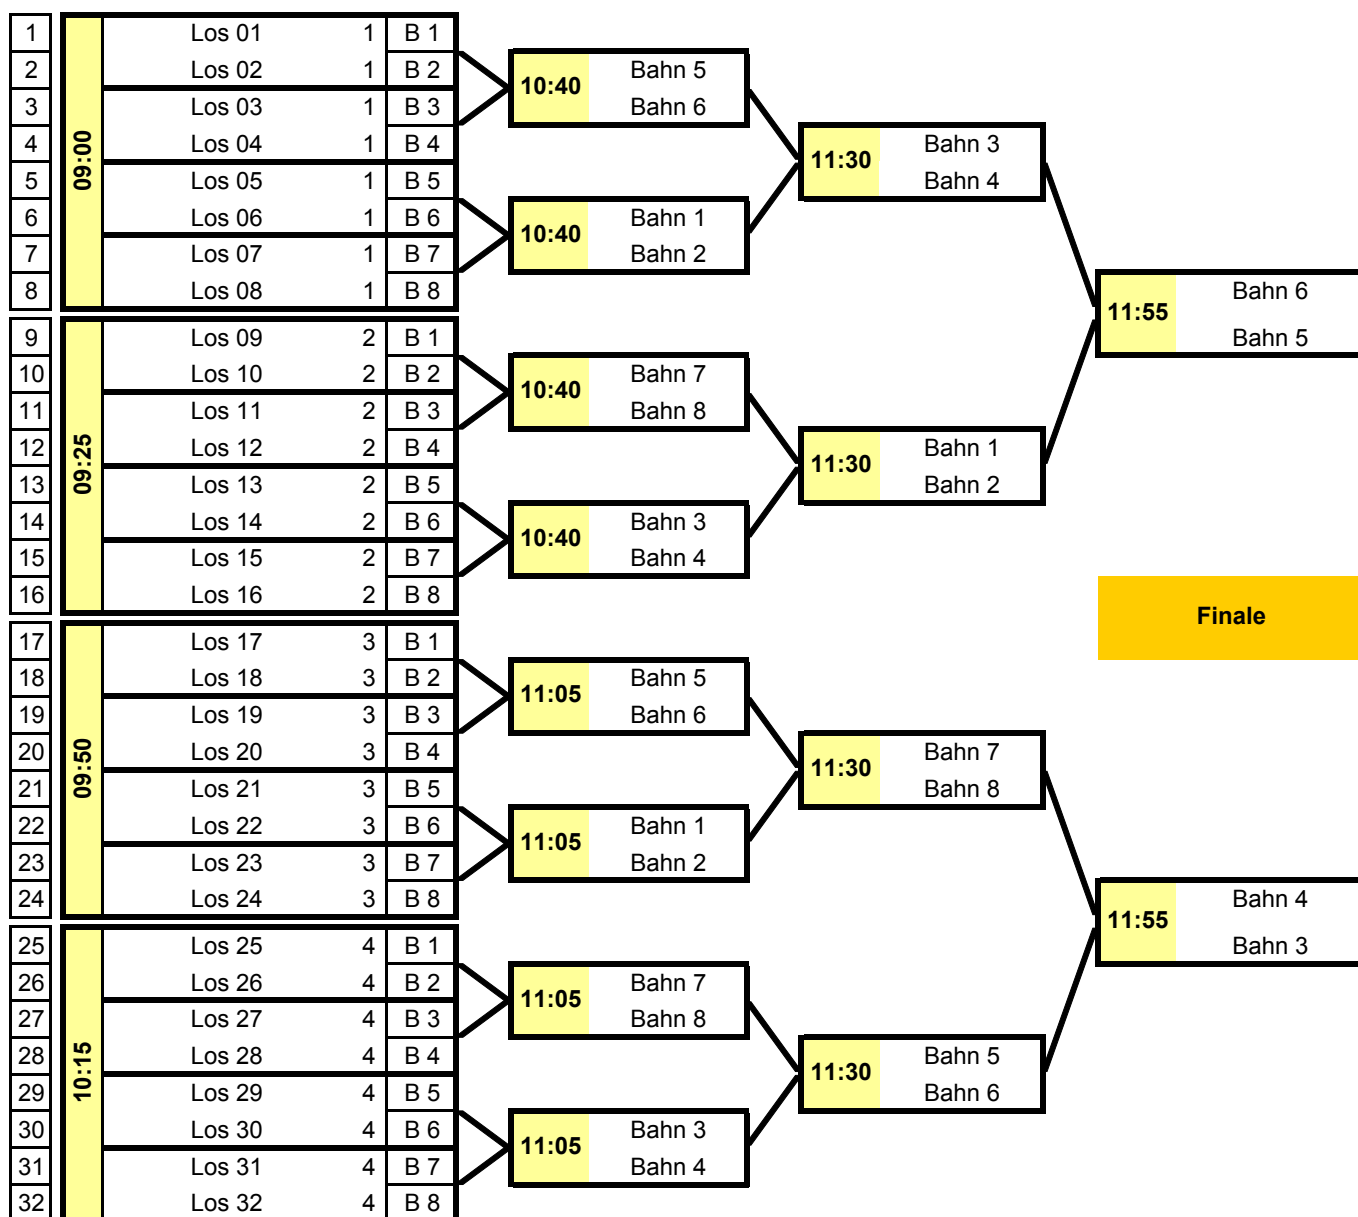 1 Los 01 1 B 1
2 Los 02 1 B 2 10:40 Bahn 5
3 Los 03 1 B 3 Bahn 6
4 09:00 Los 04 1 B 4 11:30 Bahn 3
5 Los 05 1 B 5 Bahn 4
6 Los 06 1 B 6 10:40 Bahn 1
7 Los 07 1 B 7 Bahn 2
8 Los 08 1 B 8 11:55 Bahn 6
9 Los 09 2 B 1 Bahn 5
10 Los 10 2 B 2 10:40 Bahn 7
11 Los 11 2 B 3 Bahn 8
12 09:25 Los 12 2 B 4 11:30 Bahn 1
13 Los 13 2 B 5 Bahn 2
14 Los 14 2 B 6 10:40 Bahn 3
15 Los 15 2 B 7 Bahn 4
16 Los 16 2 B 8 Finale
17 Los 17 3 B 1
18 Los 18 3 B 2 11:05 Bahn 5
19 Los 19 3 B 3 Bahn 6
20 09:50 Los 20 3 B 4 11:30 Bahn 7
21 Los 21 3 B 5 Bahn 8
22 Los 22 3 B 6 11:05 Bahn 1
23 Los 23 3 B 7 Bahn 2
24 Los 24 3 B 8 11:55 Bahn 4
25 Los 25 4 B 1 Bahn 3
26 Los 26 4 B 2 11:05 Bahn 7
27 Los 27 4 B 3 Bahn 8
28 10:15 Los 28 4 B 4 11:30 Bahn 5
29 Los 29 4 B 5 Bahn 6
30 Los 30 4 B 6 11:05 Bahn 3
31 Los 31 4 B 7 Bahn 4
32 Los 32 4 B 8